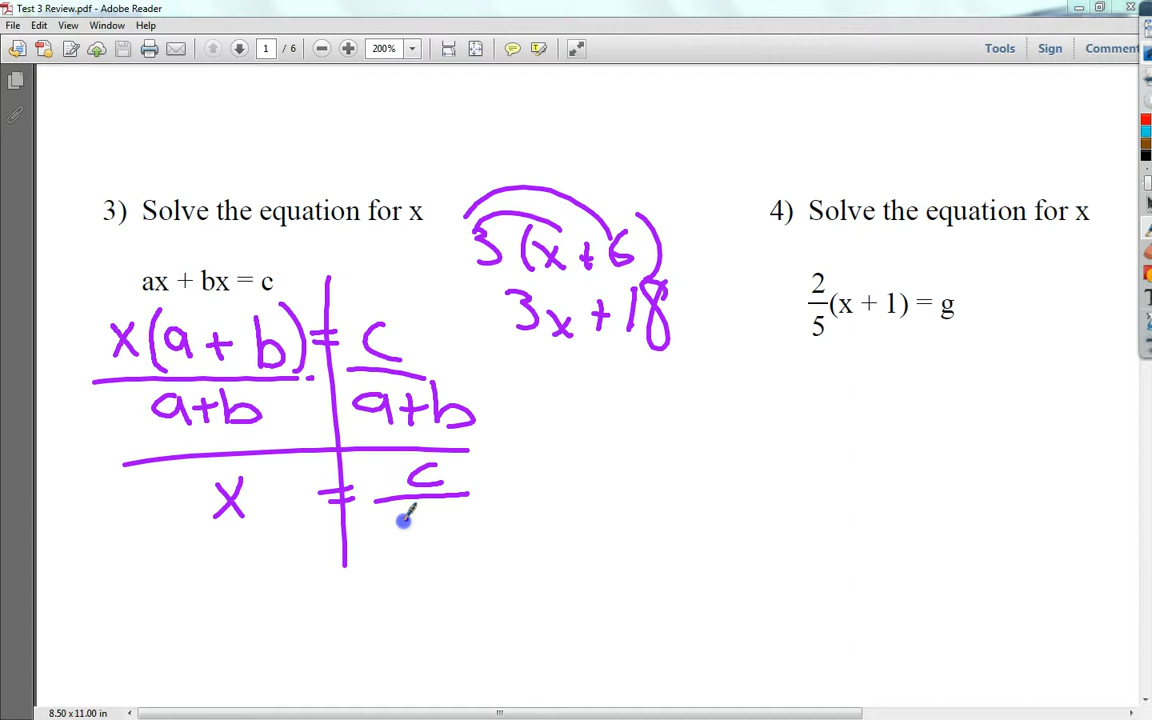 Test 3 Review.pdf - Adobe Reader
File Edit View Window Help
1 / 6 200% Tools Sign Comment
3) Solve the equation for x
ax + bx = c
x(a + b) = c
a+b a+b
x = c
3(x+6)
3x+18
4) Solve the equation for x
2/5(x + 1) = g
8.50 x 11.00 in